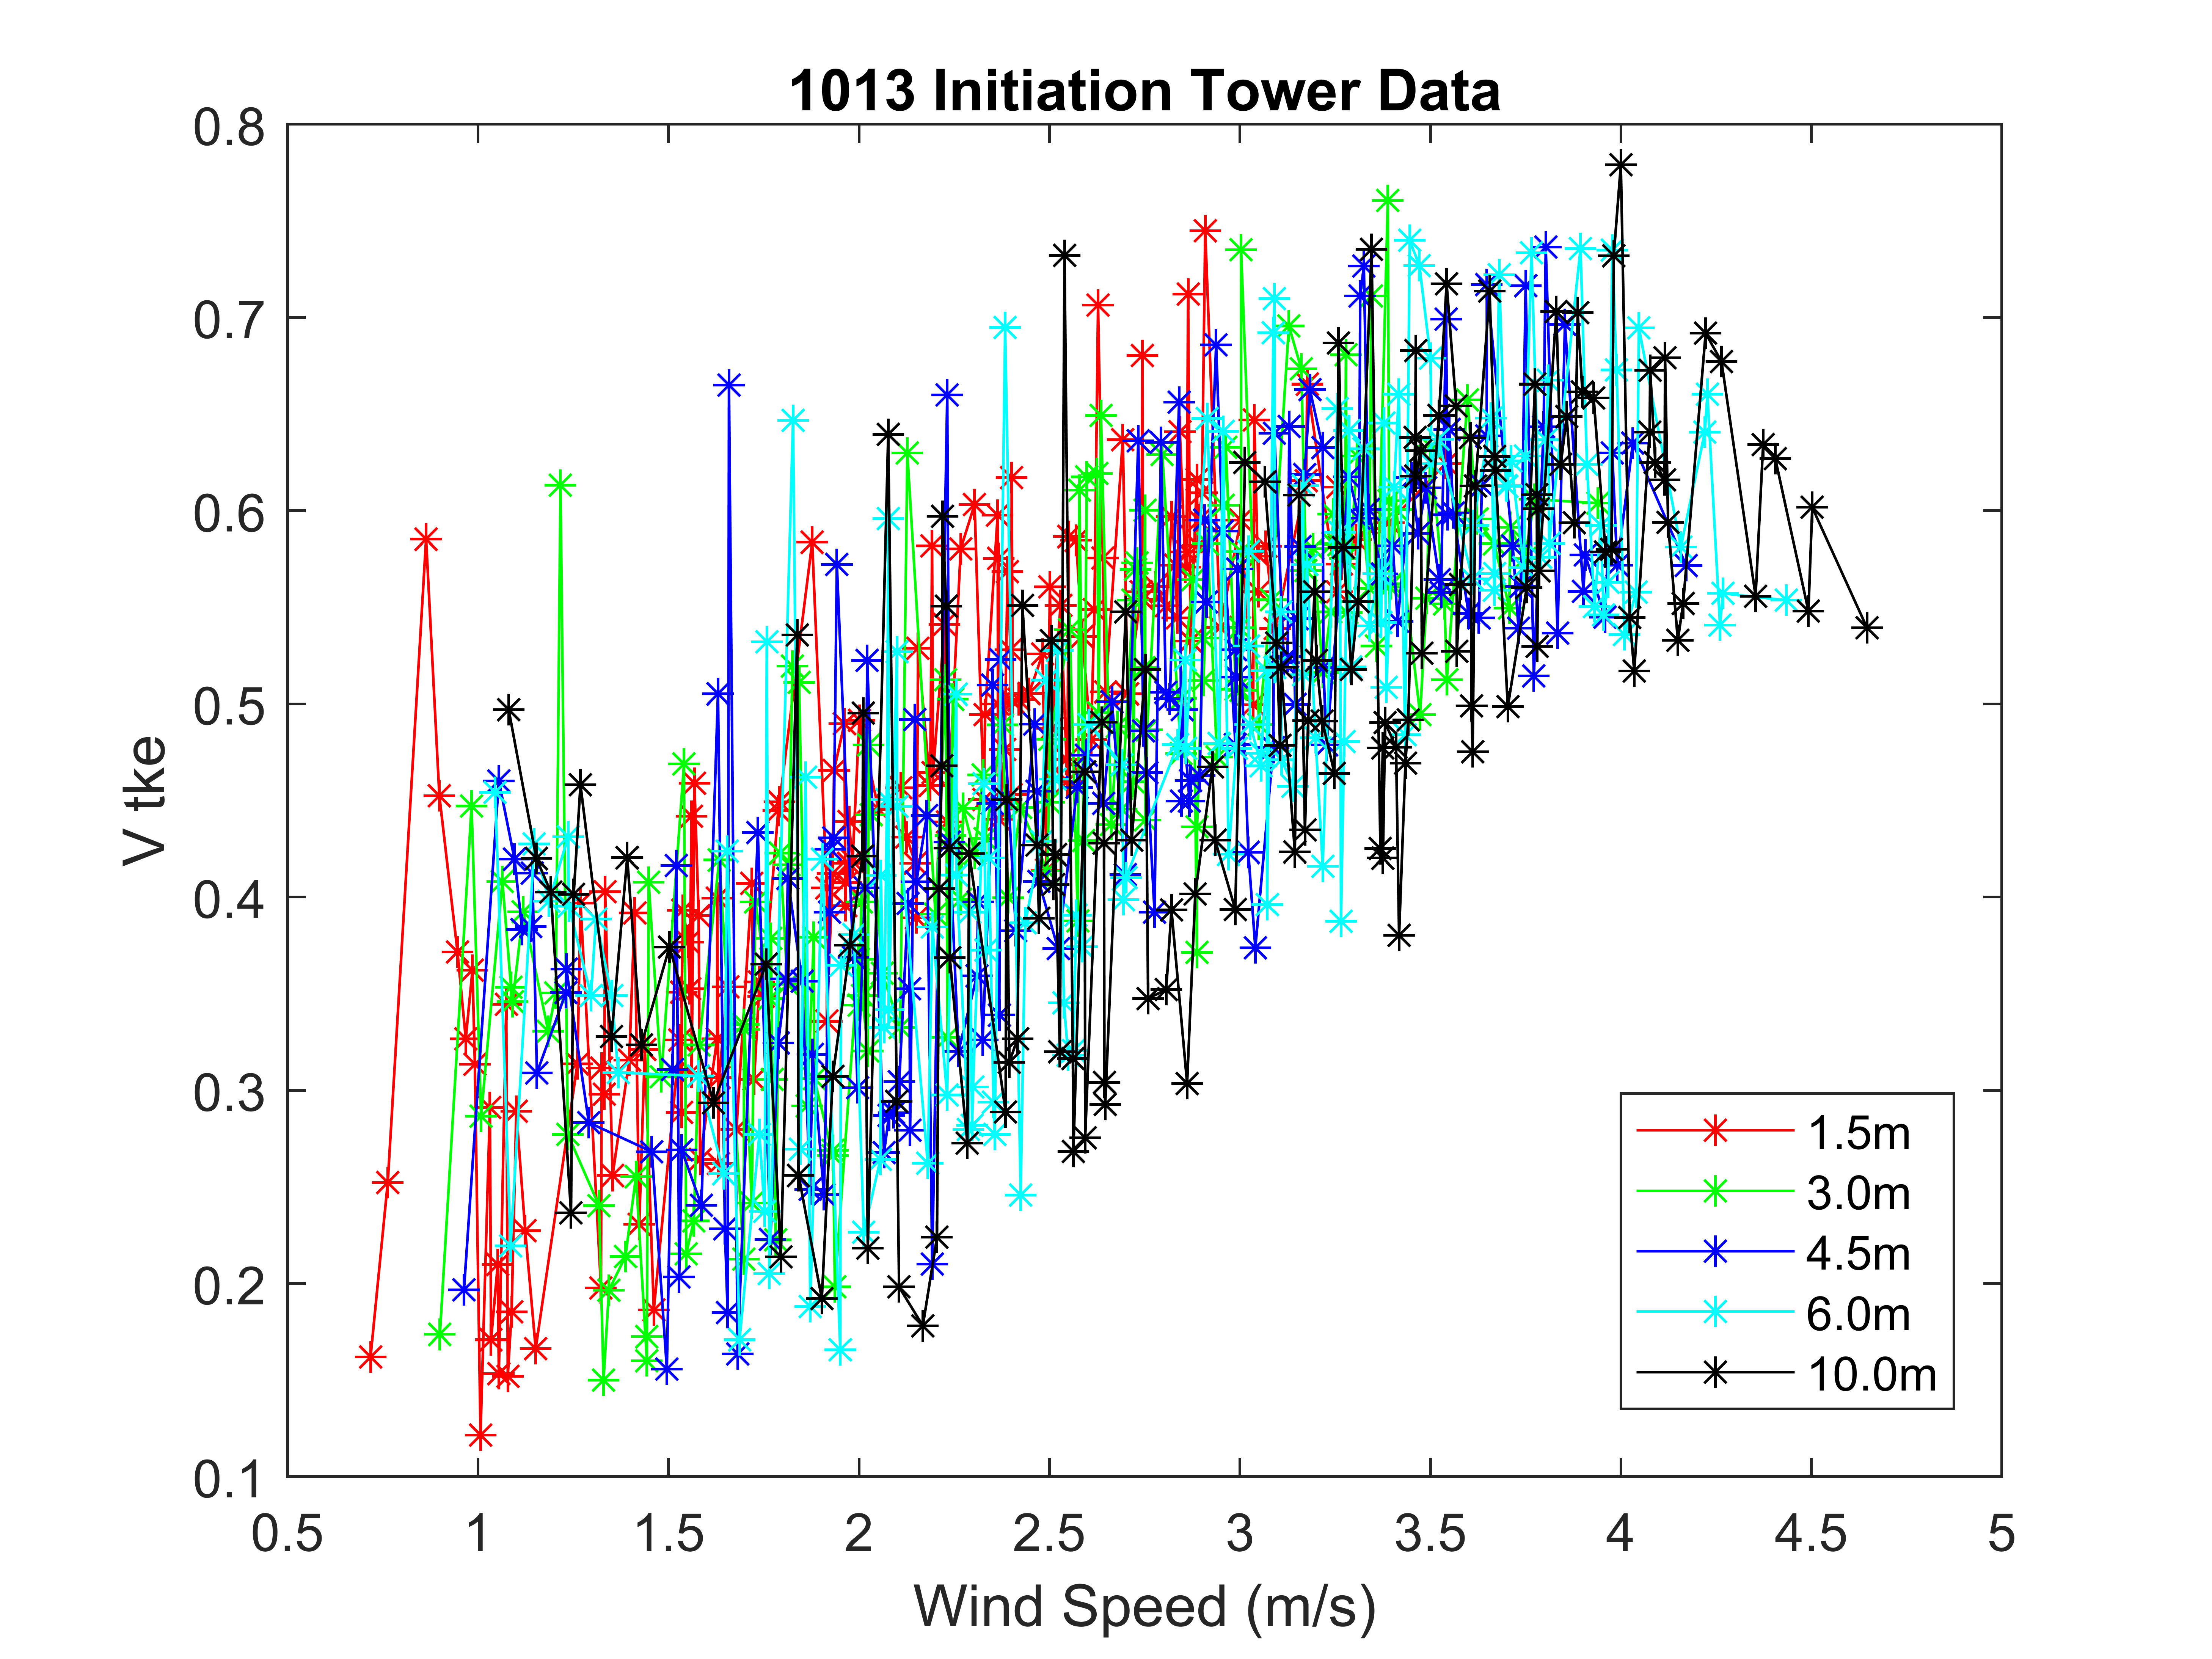 1013 Initiation Tower Data
0.8
0.7
0.6
0.5
0.4
0.3
0.2
0.1
V tke
1.5m
3.0m
4.5m
6.0m
10.0m
0.5 1 1.5 2 2.5 3 3.5 4 4.5 5
Wind Speed (m/s)